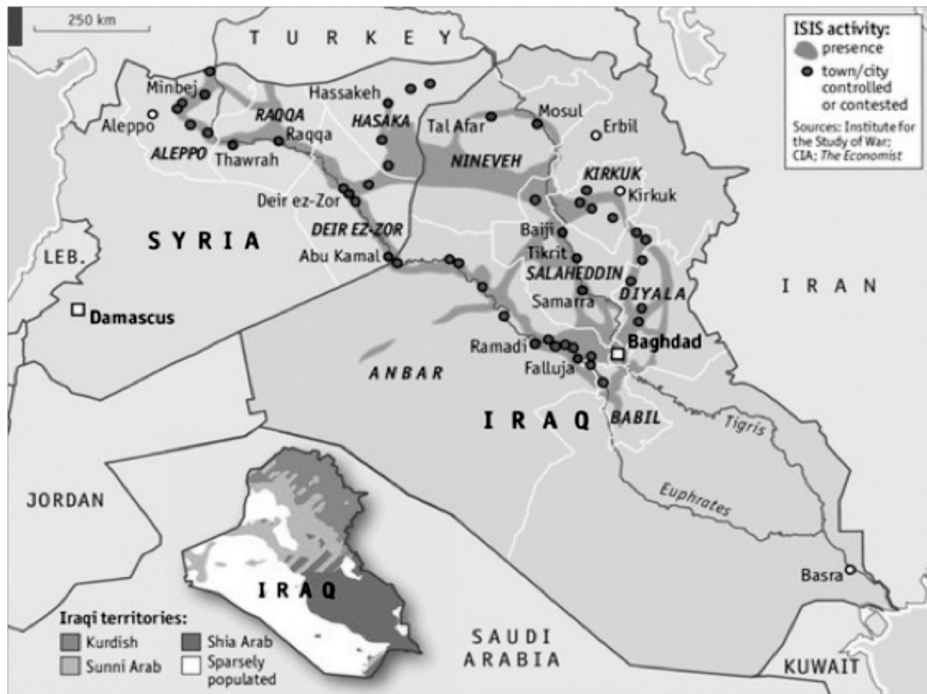 250 km
TURKEY
ISIS activity:
presence
town/city
controlled
or contested
Sources: Institute for
the Study of War;
CIA; The Economist
Minbej
Aleppo
ALEPPO
RAQQA
Raqqa
Thawrah
Hassakeh
HASAKA
Tal Afar
Mosul
Erbil
NINEVEH
KIRKUK
Kirkuk
Deir ez-Zor
DEIR EZ-ZOR
Abu Kamal
SYRIA
LEB.
Damascus
Baiji
Tikrit
SALAHEDDIN
Samarra
DIYALA
IRAN
Ramadi
Falluja
Baghdad
ANBAR
IRAQ
BABIL
Tigris
Euphrates
JORDAN
Basra
SAUDI
ARABIA
KUWAIT
IRAQ
Iraqi territories:
Kurdish
Sunni Arab
Shia Arab
Sparsely
populated